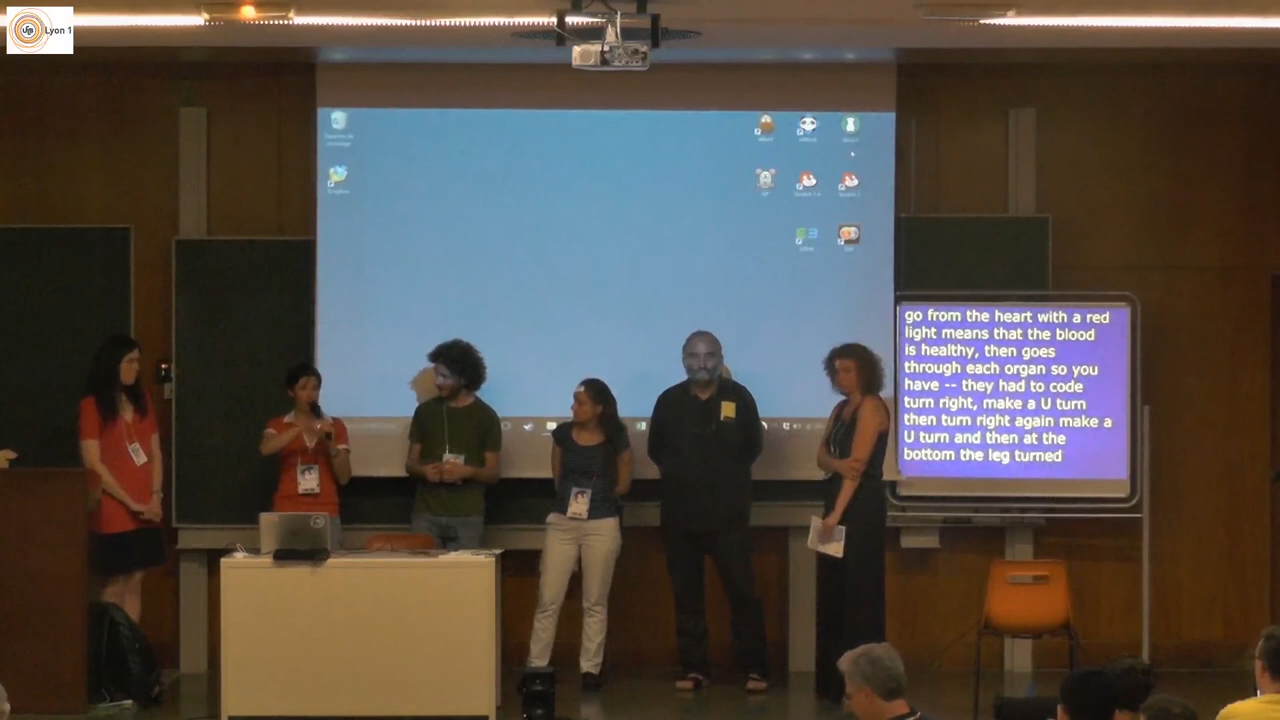 Lyon 1
go from the heart with a red
light means that the blood
is healthy, then goes
through each organ so you
have -- they had to code
turn right, make a U turn
then turn right again make a
U turn and then at the
bottom the leg turned